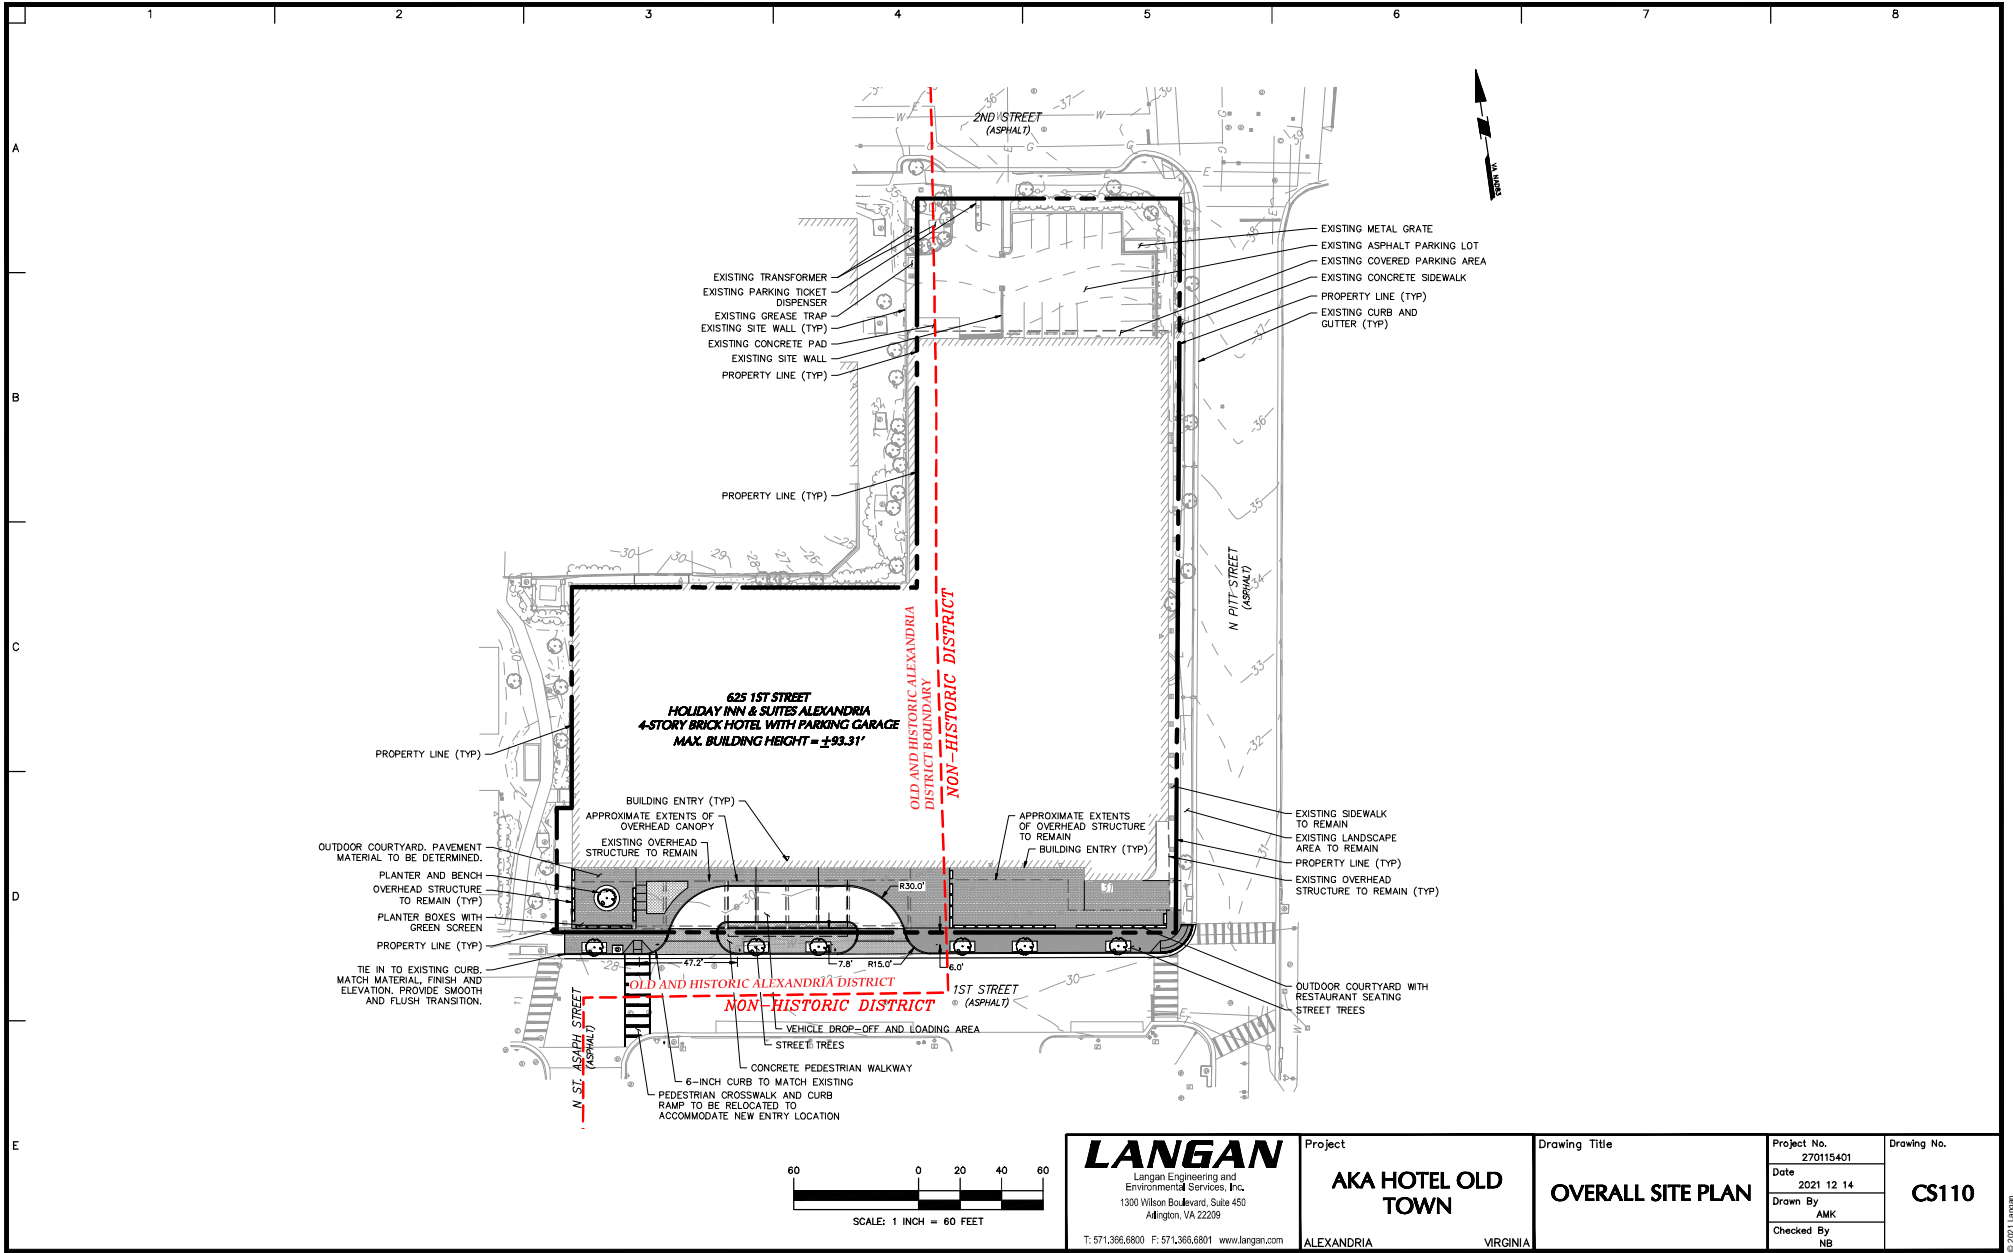 1 2 3 4 5 6 7 8
A
B
C
D
E
2ND STREET
(ASPHALT)
VA NAD83
EXISTING METAL GRATE
EXISTING ASPHALT PARKING LOT
EXISTING COVERED PARKING AREA
EXISTING CONCRETE SIDEWALK
PROPERTY LINE (TYP)
EXISTING CURB AND
GUTTER (TYP)
EXISTING TRANSFORMER
EXISTING PARKING TICKET
DISPENSER
EXISTING GREASE TRAP
EXISTING SITE WALL (TYP)
EXISTING CONCRETE PAD
EXISTING SITE WALL
PROPERTY LINE (TYP)
PROPERTY LINE (TYP)
N PITT STREET
(ASPHALT)
OLD AND HISTORIC ALEXANDRIA
DISTRICT BOUNDARY
NON-HISTORIC DISTRICT
625 1ST STREET
HOLIDAY INN & SUITES ALEXANDRIA
4-STORY BRICK HOTEL WITH PARKING GARAGE
MAX. BUILDING HEIGHT = ±93.31'
PROPERTY LINE (TYP)
BUILDING ENTRY (TYP)
APPROXIMATE EXTENTS OF
OVERHEAD CANOPY
EXISTING OVERHEAD
STRUCTURE TO REMAIN
APPROXIMATE EXTENTS
OF OVERHEAD STRUCTURE
TO REMAIN
BUILDING ENTRY (TYP)
EXISTING SIDEWALK
TO REMAIN
EXISTING LANDSCAPE
AREA TO REMAIN
PROPERTY LINE (TYP)
EXISTING OVERHEAD
STRUCTURE TO REMAIN (TYP)
OUTDOOR COURTYARD. PAVEMENT
MATERIAL TO BE DETERMINED.
PLANTER AND BENCH
OVERHEAD STRUCTURE
TO REMAIN (TYP)
PLANTER BOXES WITH
GREEN SCREEN
PROPERTY LINE (TYP)
TIE IN TO EXISTING CURB.
MATCH MATERIAL, FINISH AND
ELEVATION. PROVIDE SMOOTH
AND FLUSH TRANSITION.
R30.0'
47.2' 7.8' R15.0' 6.0'
OLD AND HISTORIC ALEXANDRIA DISTRICT
NON-HISTORIC DISTRICT
1ST STREET
(ASPHALT)
OUTDOOR COURTYARD WITH
RESTAURANT SEATING
STREET TREES
N ST. ASAPH STREET
(ASPHALT)
VEHICLE DROP-OFF AND LOADING AREA
STREET TREES
CONCRETE PEDESTRIAN WALKWAY
6-INCH CURB TO MATCH EXISTING
PEDESTRIAN CROSSWALK AND CURB
RAMP TO BE RELOCATED TO
ACCOMMODATE NEW ENTRY LOCATION
60 0 20 40 60
SCALE: 1 INCH = 60 FEET
LANGAN
Langan Engineering and
Environmental Services, Inc.
1300 Wilson Boulevard, Suite 450
Arlington, VA 22209
T: 571.366.6800 F: 571.366.6801 www.langan.com
Project
AKA HOTEL OLD
TOWN
ALEXANDRIA VIRGINIA
Drawing Title
OVERALL SITE PLAN
Project No.
270115401
Date
2021 12 14
Drawn By
AMK
Checked By
NB
Drawing No.
CS110
© 2021 Langan